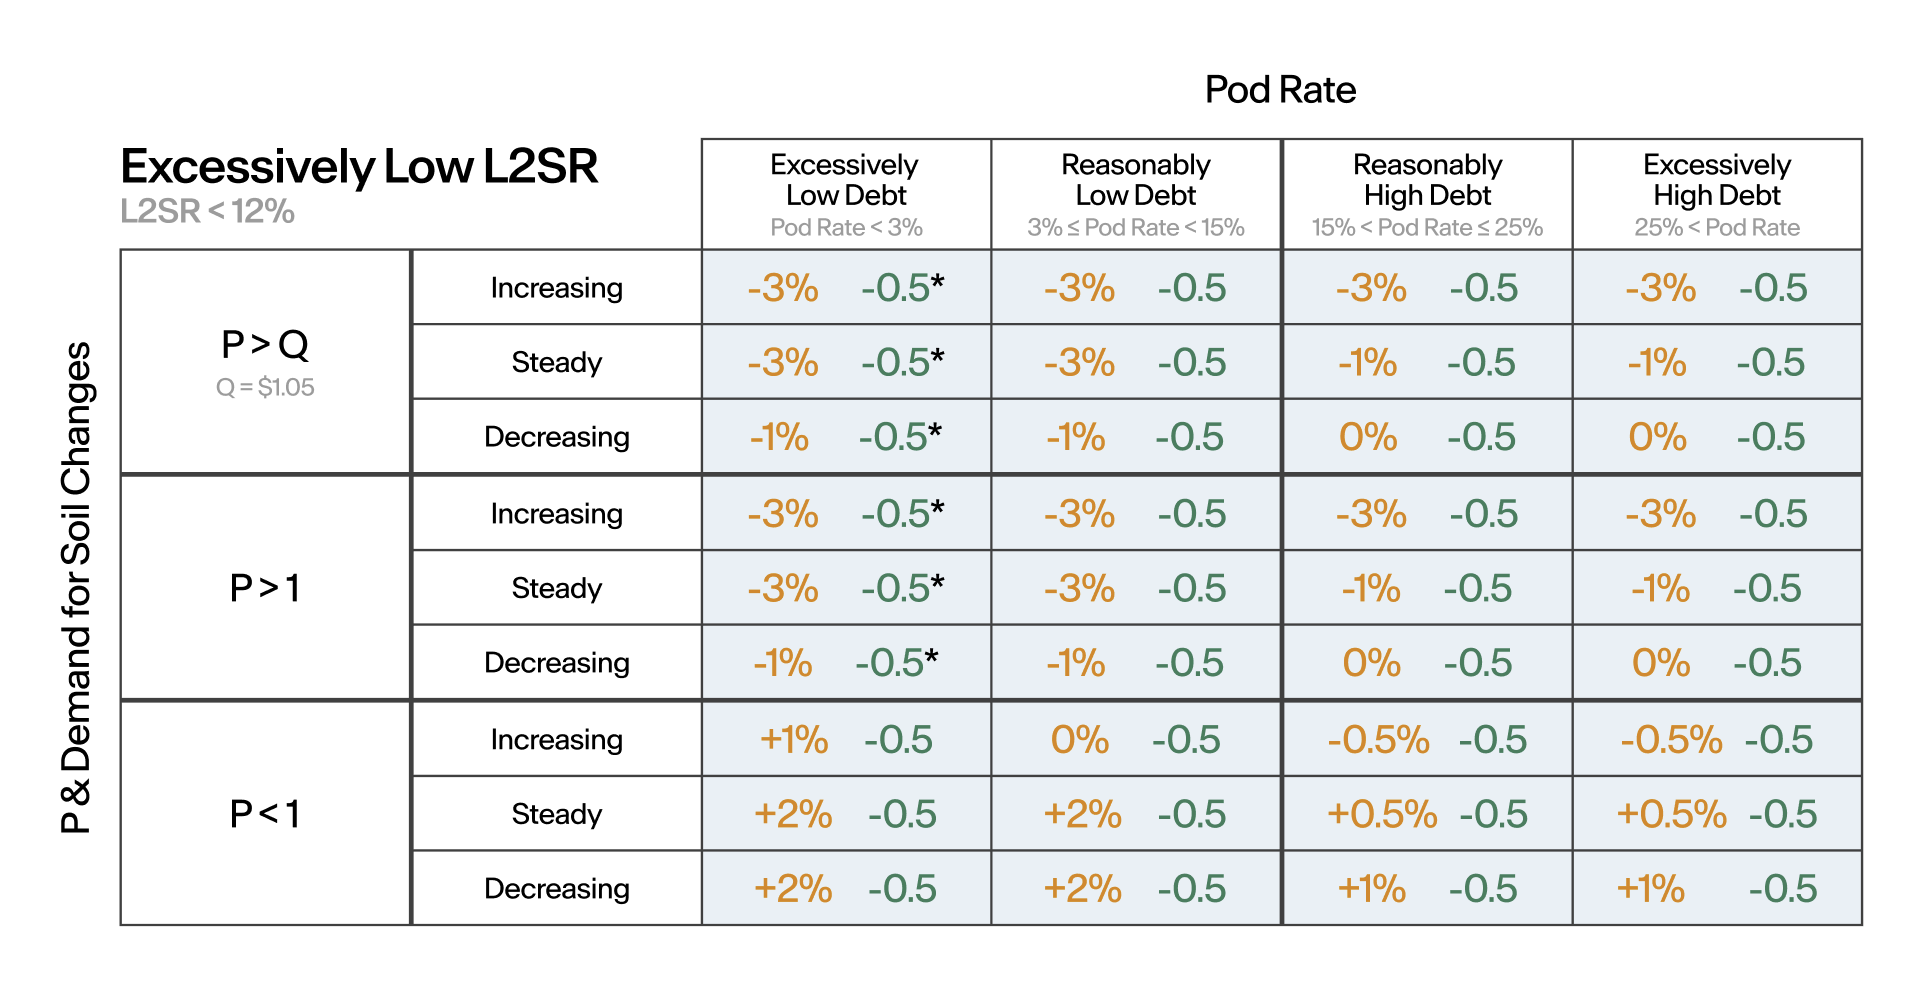 Pod Rate
Excessively Low L2SR
L2SR < 12%
Excessively
Low Debt
Pod Rate < 3%
Reasonably
Low Debt
3% ≤ Pod Rate < 15%
Reasonably
High Debt
15% < Pod Rate ≤ 25%
Excessively
High Debt
25% < Pod Rate
P & Demand for Soil Changes
P > Q
Q = $1.05
Increasing -3% -0.5* -3% -0.5 -3% -0.5 -3% -0.5
Steady -3% -0.5* -3% -0.5 -1% -0.5 -1% -0.5
Decreasing -1% -0.5* -1% -0.5 0% -0.5 0% -0.5
P > 1
Increasing -3% -0.5* -3% -0.5 -3% -0.5 -3% -0.5
Steady -3% -0.5* -3% -0.5 -1% -0.5 -1% -0.5
Decreasing -1% -0.5* -1% -0.5 0% -0.5 0% -0.5
P < 1
Increasing +1% -0.5 0% -0.5 -0.5% -0.5 -0.5% -0.5
Steady +2% -0.5 +2% -0.5 +0.5% -0.5 +0.5% -0.5
Decreasing +2% -0.5 +2% -0.5 +1% -0.5 +1% -0.5